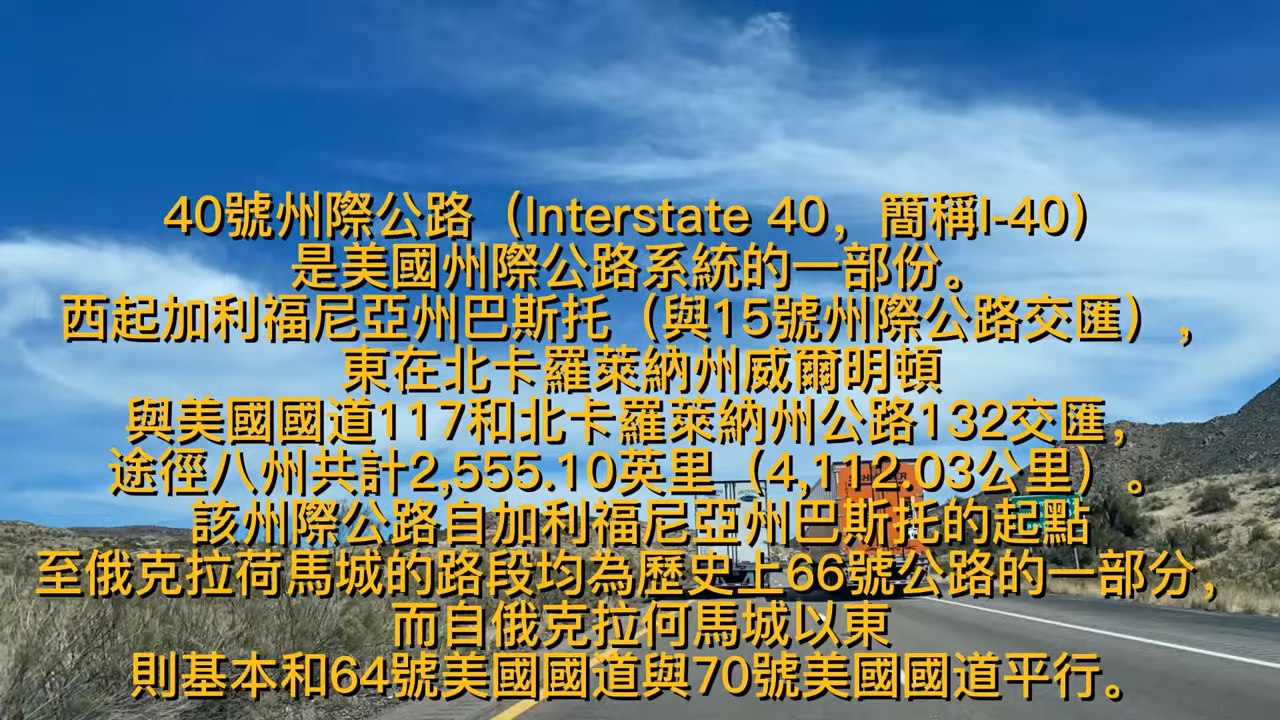 40號州際公路（Interstate 40，簡稱I-40）
是美國州際公路系統的一部份。
西起加利福尼亞州巴斯托（與15號州際公路交匯），
東在北卡羅萊納州威爾明頓
與美國國道117和北卡羅萊納州公路132交匯，
途徑八州共計2,555.10英里（4,112.03公里）。
該州際公路自加利福尼亞州巴斯托的起點
至俄克拉荷馬城的路段均為歷史上66號公路的一部分，
而自俄克拉何馬城以東
則基本和64號美國國道與70號美國國道平行。